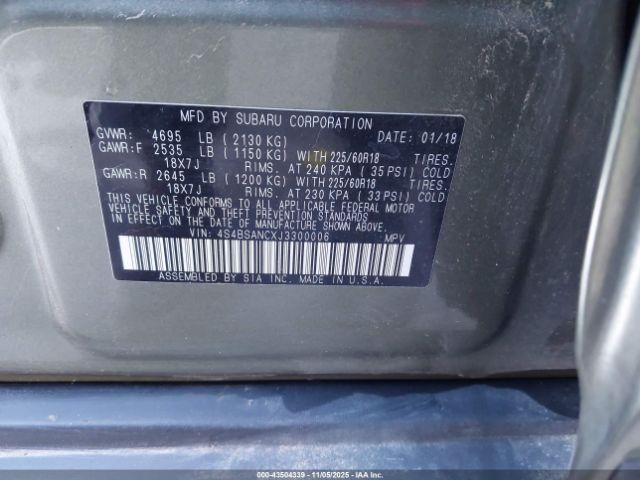 MFD BY SUBARU CORPORATION
GVWR: 4695 LB (2130 KG) DATE: 01/18
GAWR:F 2535 LB (1150 KG) WITH 225/60R18 TIRES.
18X7J RIMS. AT 240 KPA (35 PSI) COLD
GAWR:R 2645 LB (1200 KG) WITH 225/60R18 TIRES.
18X7J RIMS. AT 230 KPA (33 PSI) COLD
THIS VEHICLE CONFORMS TO ALL APPLICABLE FEDERAL MOTOR
VEHICLE SAFETY AND THEFT PREVENTION STANDARDS
IN EFFECT ON THE DATE OF MANUFACTURE SHOWN ABOVE.
VIN: 4S4BSANCXJ3300006 MPV
ASSEMBLED BY SIA INC. MADE IN U.S.A.
000-43504339 - 11/05/2025 - IAAI.COM